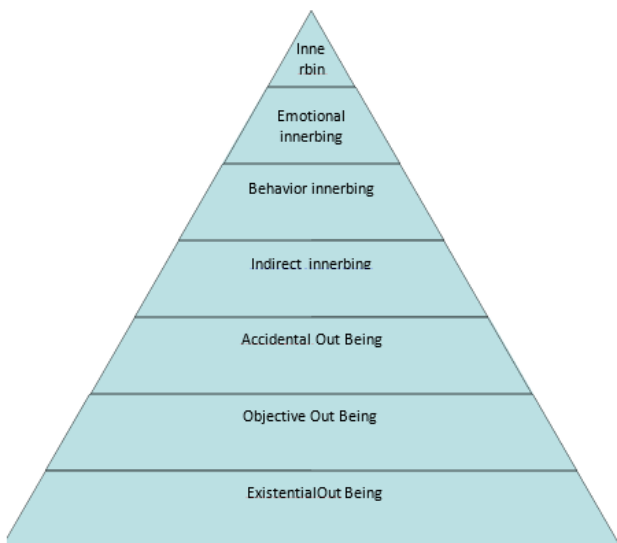 Inne
rbin
Emotional
innerbing
Behavior innerbing
Indirect innerbing
Accidental Out Being
Objective Out Being
ExistentialOut Being